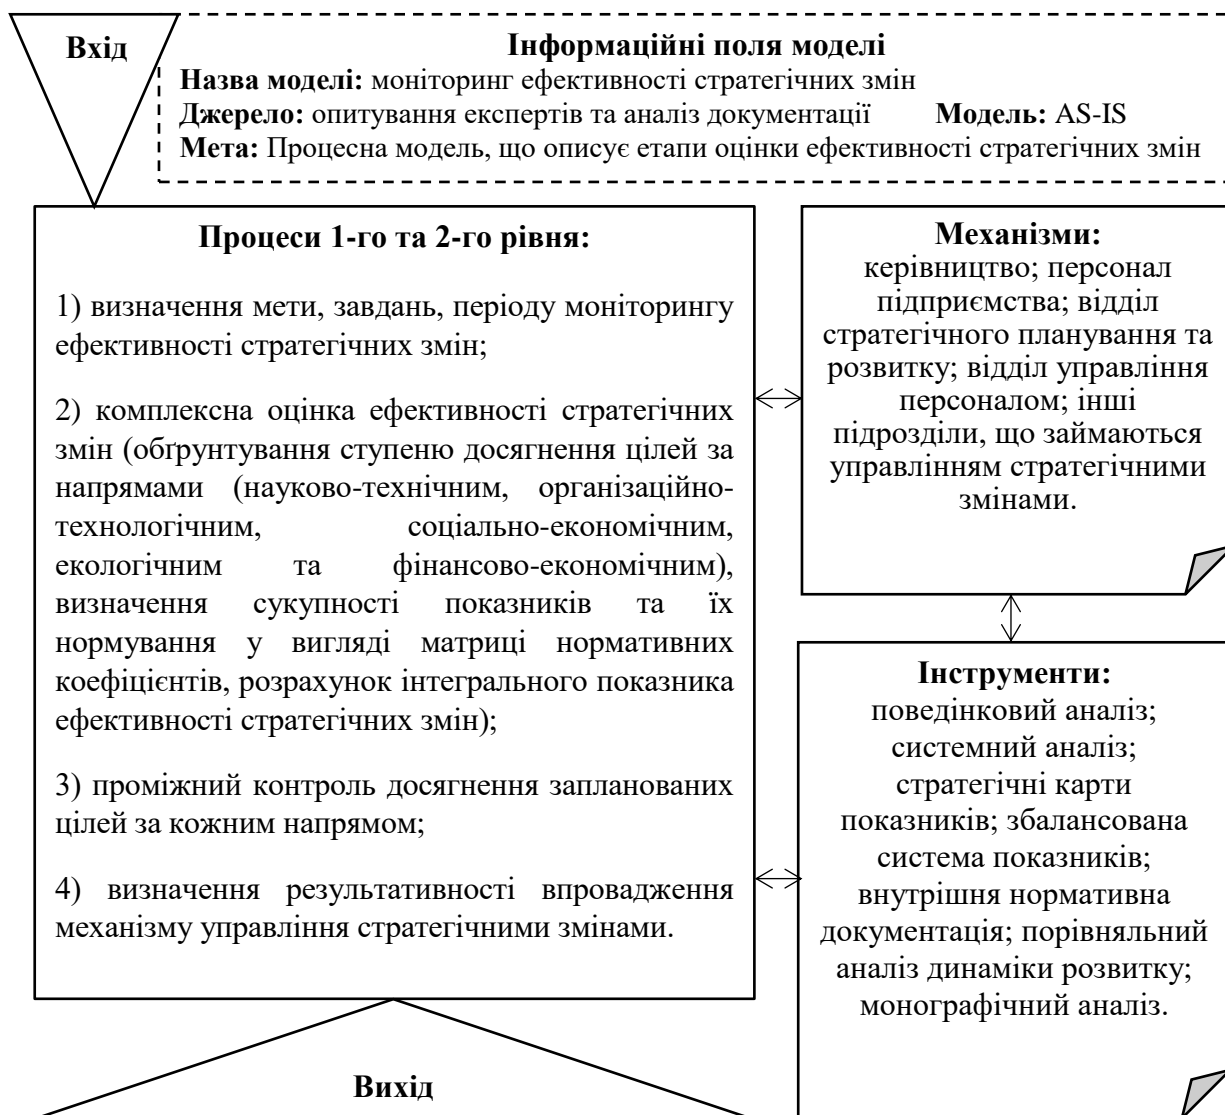 Вхід
Інформаційні поля моделі
Назва моделі: моніторинг ефективності стратегічних змін
Джерело: опитування експертів та аналіз документації Модель: AS-IS
Мета: Процесна модель, що описує етапи оцінки ефективності стратегічних змін
Процеси 1-го та 2-го рівня:
1) визначення мети, завдань, періоду моніторингу
ефективності стратегічних змін;
2) комплексна оцінка ефективності стратегічних
змін (обґрунтування ступеню досягнення цілей за
напрямами (науково-технічним, організаційно-
технологічним, соціально-економічним,
екологічним та фінансово-економічним),
визначення сукупності показників та їх
нормування у вигляді матриці нормативних
коефіцієнтів, розрахунок інтегрального показника
ефективності стратегічних змін);
3) проміжний контроль досягнення запланованих
цілей за кожним напрямом;
4) визначення результативності впровадження
механізму управління стратегічними змінами.
Механізми:
керівництво; персонал
підприємства; відділ
стратегічного планування та
розвитку; відділ управління
персоналом; інші
підрозділи, що займаються
управлінням стратегічними
змінами.
Інструменти:
поведінковий аналіз;
системний аналіз;
стратегічні карти
показників; збалансована
система показників;
внутрішня нормативна
документація; порівняльний
аналіз динаміки розвитку;
монографічний аналіз.
Вихід